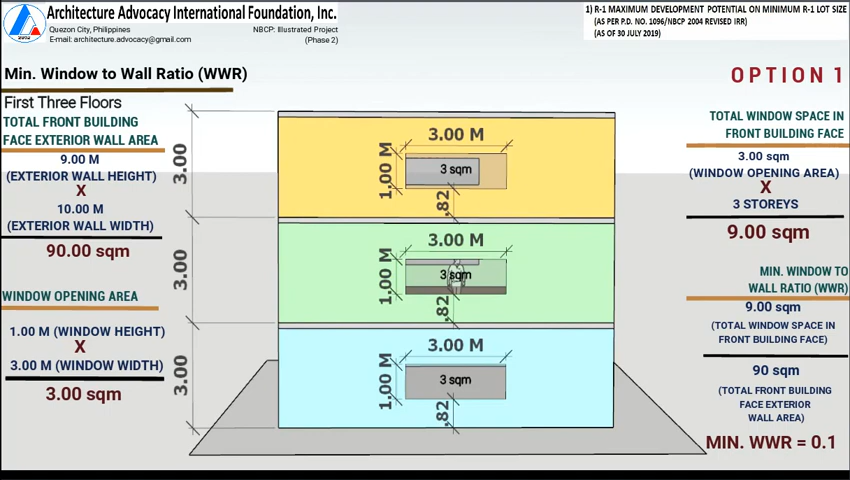 Architecture Advocacy International Foundation, Inc.
Quezon City, Philippines
E-mail: architecture.advocacy@gmail.com
NBCP: Illustrated Project
(Phase 2)
1) R-1 MAXIMUM DEVELOPMENT POTENTIAL ON MINIMUM R-1 LOT SIZE
(AS PER P.D. NO. 1096/NBCP 2004 REVISED IRR)
(AS OF 30 JULY 2019)
Min. Window to Wall Ratio (WWR)
First Three Floors
TOTAL FRONT BUILDING
FACE EXTERIOR WALL AREA
9.00 M
(EXTERIOR WALL HEIGHT)
X
10.00 M
(EXTERIOR WALL WIDTH)
90.00 sqm
WINDOW OPENING AREA
1.00 M (WINDOW HEIGHT)
X
3.00 M (WINDOW WIDTH)
3.00 sqm
3.00
3.00 M
1,00 M
3 sqm
,82
3.00
3.00 M
1,00 M
3 sqm
,82
3.00
3.00 M
1,00 M
3 sqm
,82
OPTION 1
TOTAL WINDOW SPACE IN
FRONT BUILDING FACE
3.00 sqm
(WINDOW OPENING AREA)
X
3 STOREYS
9.00 sqm
MIN. WINDOW TO
WALL RATIO (WWR)
9.00 sqm
(TOTAL WINDOW SPACE IN
FRONT BUILDING FACE)
90 sqm
(TOTAL FRONT BUILDING
FACE EXTERIOR
WALL AREA)
MIN. WWR = 0.1